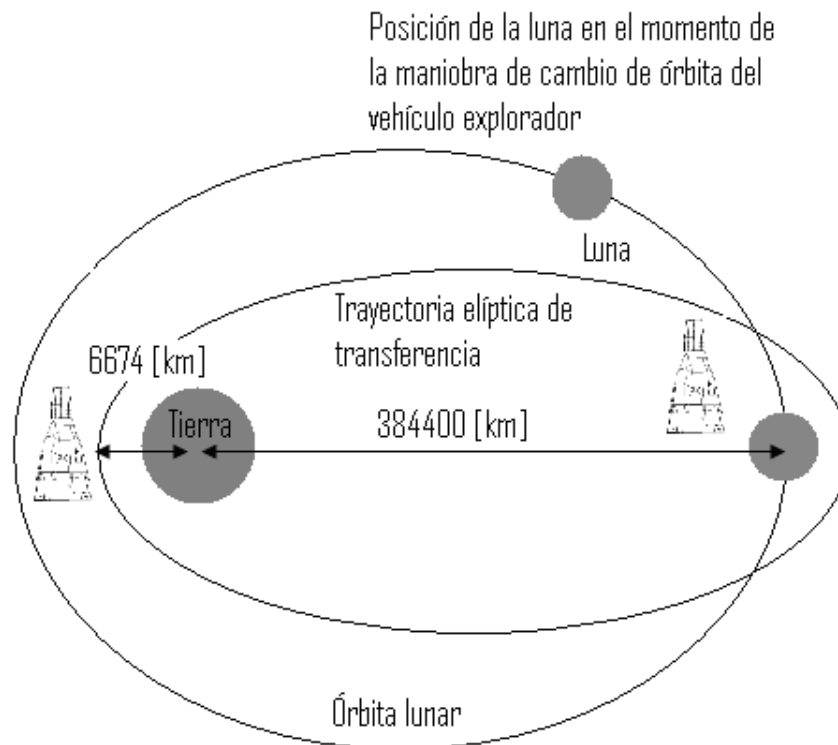 Posición de la luna en el momento de
la maniobra de cambio de órbita del
vehículo explorador
Luna
Trayectoria elíptica de
transferencia
6674 [km]
Tierra
384400 [km]
Órbita lunar